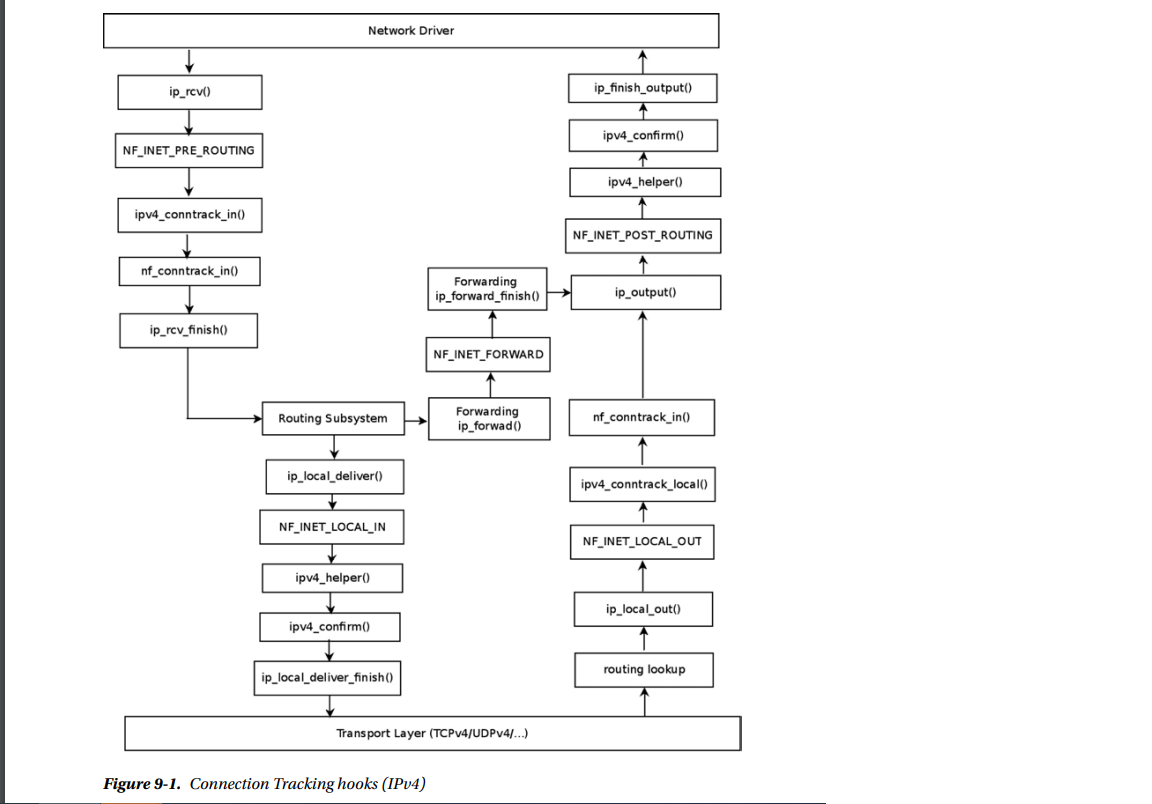 Network Driver
ip_rcv()
NF_INET_PRE_ROUTING
ipv4_conntrack_in()
nf_conntrack_in()
ip_rcv_finish()
Routing Subsystem
ip_local_deliver()
NF_INET_LOCAL_IN
ipv4_helper()
ipv4_confirm()
ip_local_deliver_finish()
Forwarding
ip_forwad()
NF_INET_FORWARD
Forwarding
ip_forward_finish()
ip_finish_output()
ipv4_confirm()
ipv4_helper()
NF_INET_POST_ROUTING
ip_output()
nf_conntrack_in()
ipv4_conntrack_local()
NF_INET_LOCAL_OUT
ip_local_out()
routing lookup
Transport Layer (TCPv4/UDPv4/...)
Figure 9-1. Connection Tracking hooks (IPv4)